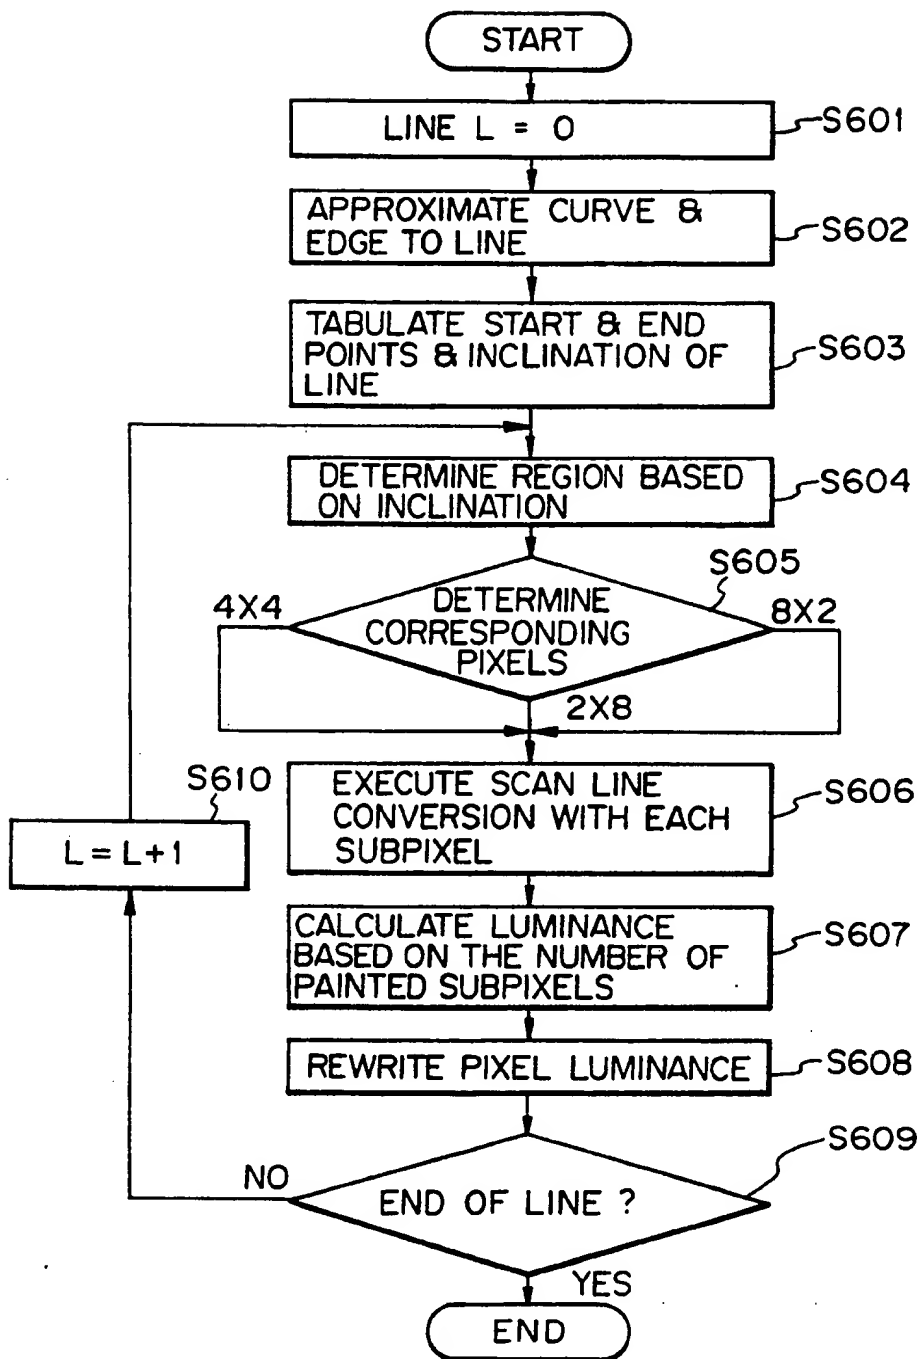 START
LINE L = 0
S601
APPROXIMATE CURVE &
EDGE TO LINE
S602
TABULATE START & END
POINTS & INCLINATION OF
LINE
S603
DETERMINE REGION BASED
ON INCLINATION
S604
S605
4X4
DETERMINE
CORRESPONDING
PIXELS
8X2
2X8
S610
L = L+1
EXECUTE SCAN LINE
CONVERSION WITH EACH
SUBPIXEL
S606
CALCULATE LUMINANCE
BASED ON THE NUMBER OF
PAINTED SUBPIXELS
S607
REWRITE PIXEL LUMINANCE
S608
S609
NO
END OF LINE ?
YES
END